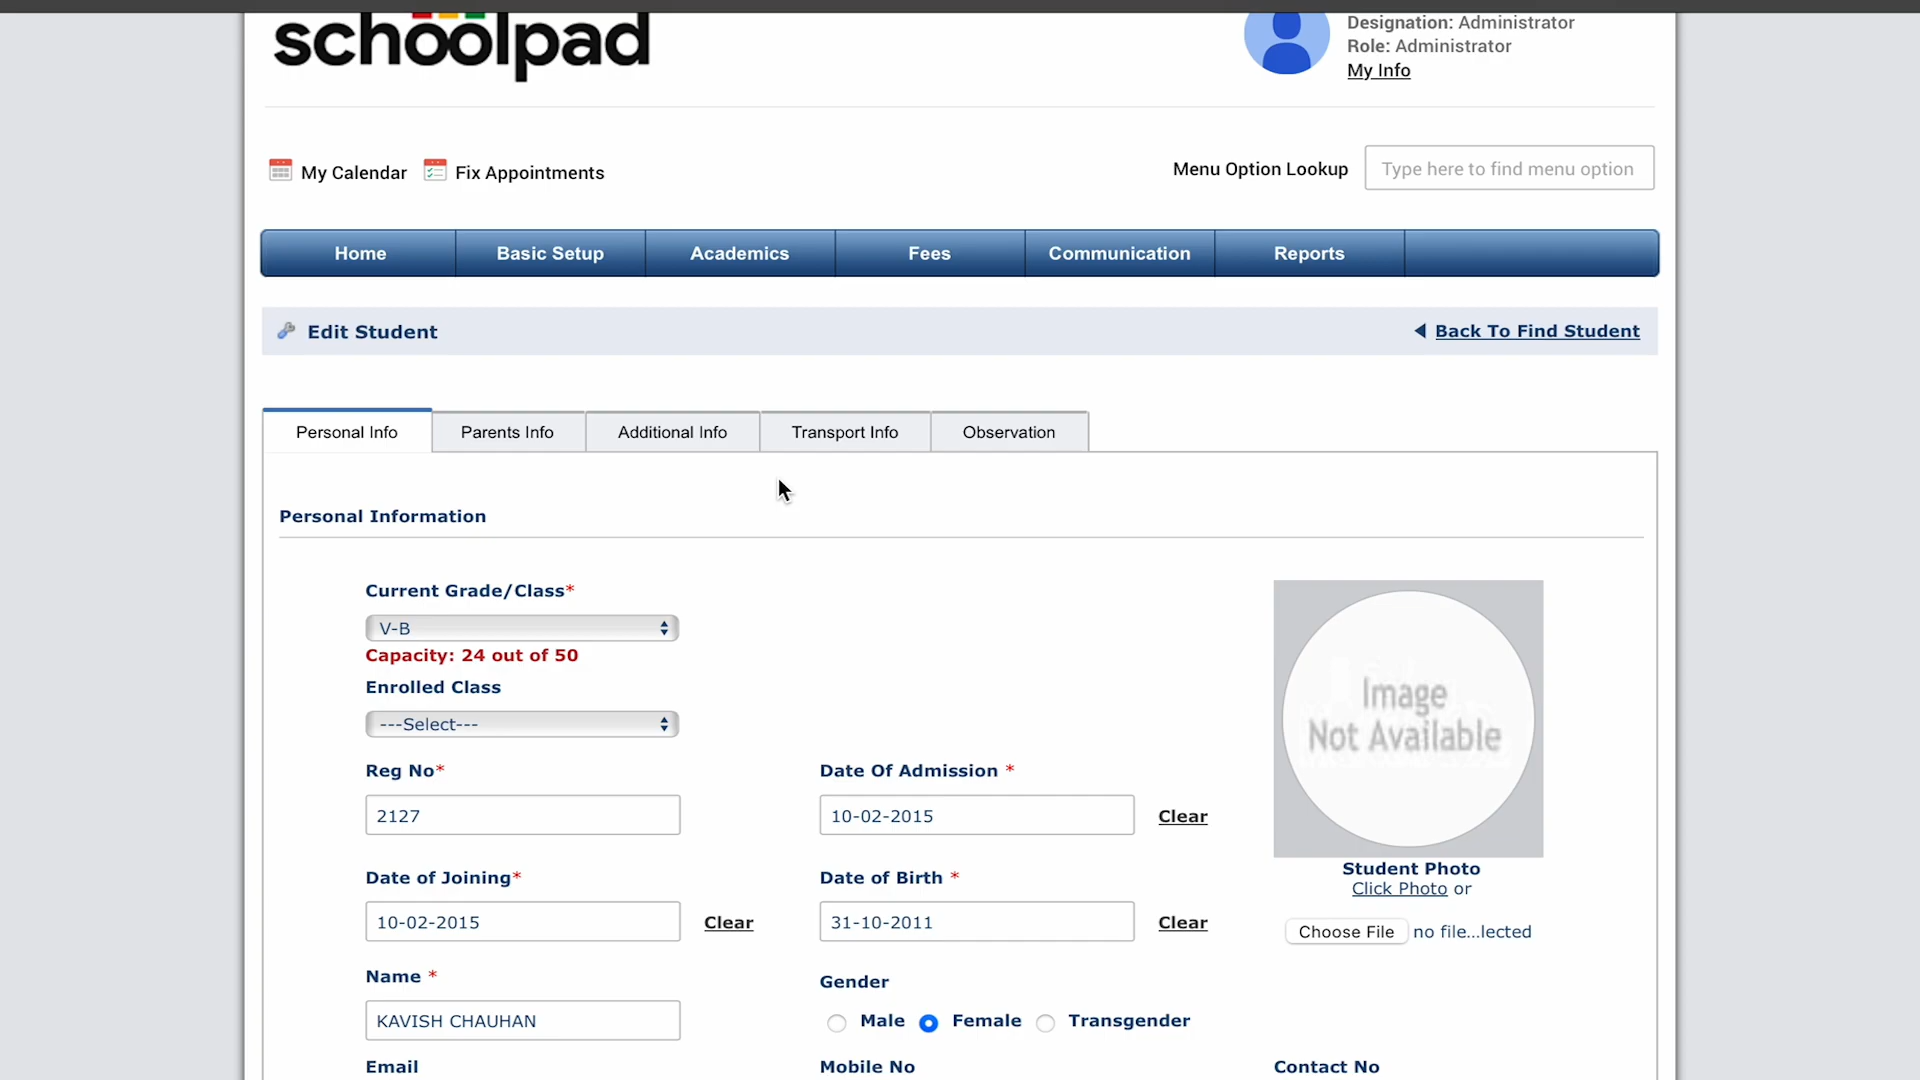 schoolpad
Designation: Administrator
Role: Administrator
My Info
My Calendar
Fix Appointments
Menu Option Lookup
Type here to find menu option
Home
Basic Setup
Academics
Fees
Communication
Reports
Edit Student
Back To Find Student
Personal Info
Parents Info
Additional Info
Transport Info
Observation
Personal Information
Current Grade/Class*
V-B
Capacity: 24 out of 50
Enrolled Class
---Select---
Image
Not Available
Reg No*
Date Of Admission *
2127
10-02-2015
Clear
Student Photo
Click Photo or
Choose File no file...lected
Date of Joining*
Date of Birth *
10-02-2015
Clear
31-10-2011
Clear
Name *
Gender
KAVISH CHAUHAN
Male
Female
Transgender
Email
Mobile No
Contact No